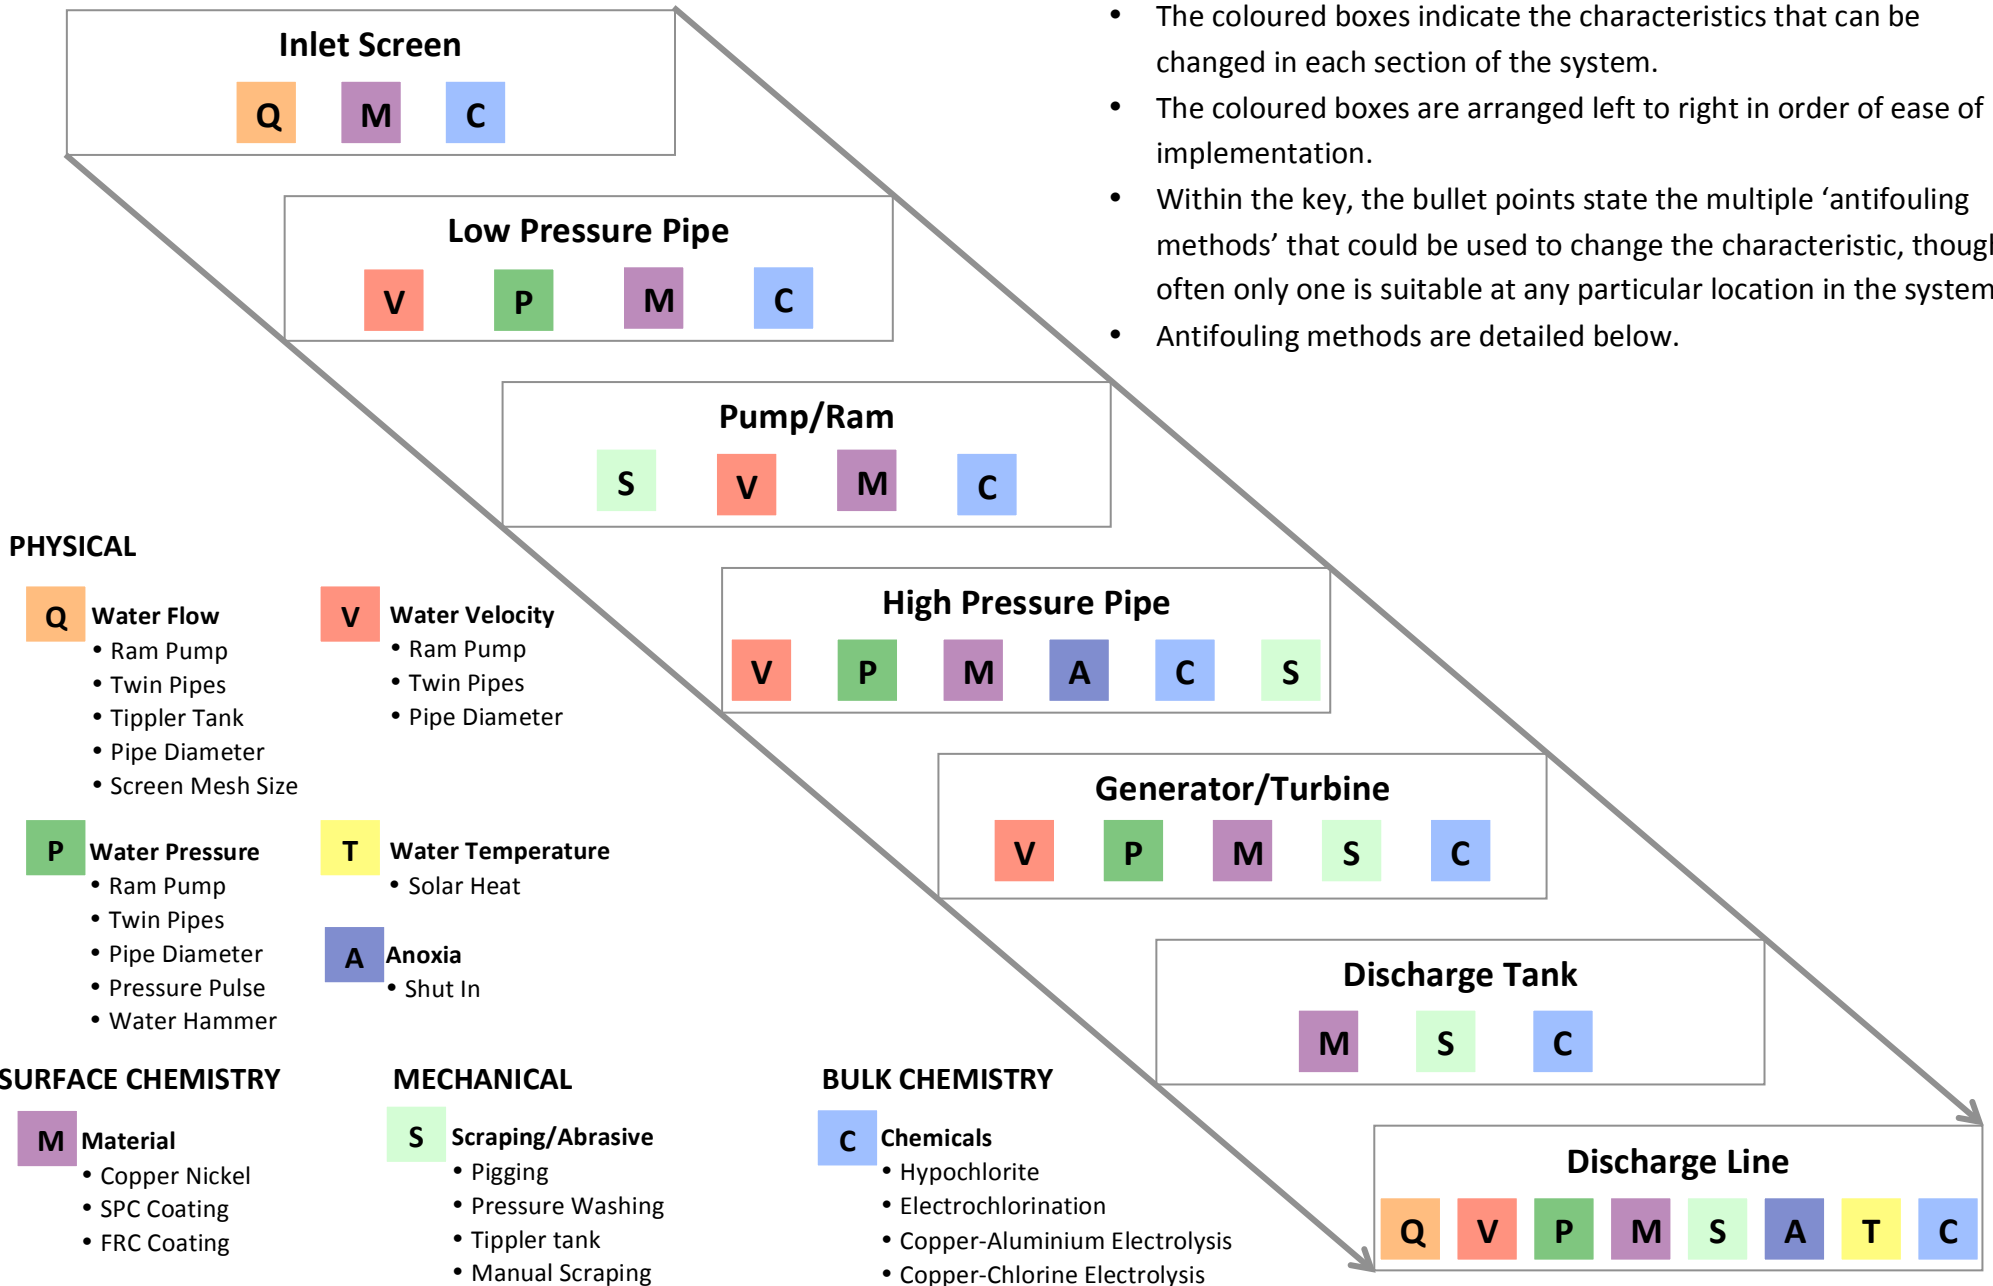 Inlet Screen
Q M C
• The coloured boxes indicate the characteristics that can be
changed in each section of the system.
• The coloured boxes are arranged left to right in order of ease of
implementation.
• Within the key, the bullet points state the multiple ‘antifouling
methods’ that could be used to change the characteristic, though
often only one is suitable at any particular location in the system
• Antifouling methods are detailed below.
Low Pressure Pipe
V P M C
Pump/Ram
S V M C
High Pressure Pipe
V P M A C S
Generator/Turbine
V P M S C
Discharge Tank
M S C
Discharge Line
Q V P M S A T C
PHYSICAL
Q Water Flow
• Ram Pump
• Twin Pipes
• Tippler Tank
• Pipe Diameter
• Screen Mesh Size
V Water Velocity
• Ram Pump
• Twin Pipes
• Pipe Diameter
P Water Pressure
• Ram Pump
• Twin Pipes
• Pipe Diameter
• Pressure Pulse
• Water Hammer
T Water Temperature
• Solar Heat
A Anoxia
• Shut In
SURFACE CHEMISTRY
M Material
• Copper Nickel
• SPC Coating
• FRC Coating
MECHANICAL
S Scraping/Abrasive
• Pigging
• Pressure Washing
• Tippler tank
• Manual Scraping
BULK CHEMISTRY
C Chemicals
• Hypochlorite
• Electrochlorination
• Copper-Aluminium Electrolysis
• Copper-Chlorine Electrolysis